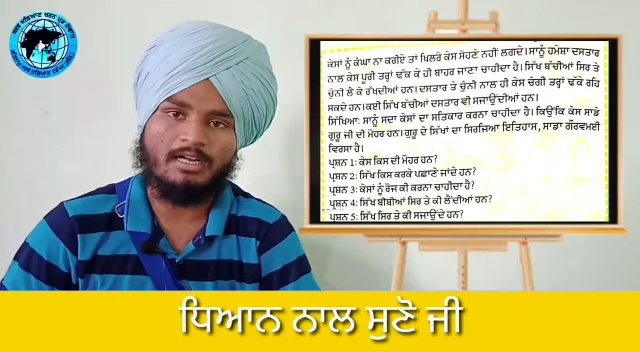 ਕੇਸਾਂ ਨੂੰ ਕੰਘਾ ਨਾ ਕਰੀਏ ਤਾਂ ਖਿਲਰੇ ਕੇਸ ਸੋਹਣੇ ਨਹੀਂ ਲਗਦੇ। ਸਾਨੂੰ ਹਮੇਸ਼ਾ ਦਸਤਾਰ
ਨਾਲ ਕੇਸ ਪੂਰੀ ਤਰ੍ਹਾਂ ਢੱਕ ਕੇ ਹੀ ਬਾਹਰ ਜਾਣਾ ਚਾਹੀਦਾ ਹੈ। ਸਿੱਖ ਬੱਚੀਆਂ ਸਿਰ ਤੇ
ਚੁੰਨੀ ਲੈ ਕੇ ਰੱਖਦੀਆਂ ਹਨ। ਦਸਤਾਰ ਤੇ ਚੁੰਨੀ ਨਾਲ ਹੀ ਕੇਸ ਚੰਗੀ ਤਰ੍ਹਾਂ ਢੱਕੇ ਰਹਿ
ਸਕਦੇ ਹਨ। ਕਈ ਸਿੱਖ ਬੱਚੀਆਂ ਦਸਤਾਰ ਵੀ ਸਜਾਉਂਦੀਆਂ ਹਨ।
ਸਿੱਖਿਆ: ਸਾਨੂੰ ਸਦਾ ਕੇਸਾਂ ਦਾ ਸਤਿਕਾਰ ਕਰਨਾ ਚਾਹੀਦਾ ਹੈ। ਕਿਉਂਕਿ ਕੇਸ ਸਾਡੇ
ਗੁਰੂ ਜੀ ਦੀ ਮੋਹਰ ਹਨ। ਗੁਰੂ ਦੇ ਸਿੱਖਾਂ ਦਾ ਸਿਰਜਿਆ ਇਤਿਹਾਸ, ਸਾਡਾ ਗੌਰਵਮਈ
ਵਿਰਸਾ ਹੈ।
ਪ੍ਰਸ਼ਨ 1: ਕੇਸ ਕਿਸ ਦੀ ਮੋਹਰ ਹਨ?
ਪ੍ਰਸ਼ਨ 2: ਸਿੱਖ ਕਿਸ ਕਰਕੇ ਪਛਾਣੇ ਜਾਂਦੇ ਹਨ?
ਪ੍ਰਸ਼ਨ 3: ਕੇਸਾਂ ਨੂੰ ਰੋਜ ਕੀ ਕਰਨਾ ਚਾਹੀਦਾ ਹੈ?
ਪ੍ਰਸ਼ਨ 4: ਸਿੱਖ ਬੀਬੀਆਂ ਸਿਰ ਤੇ ਕੀ ਲੈਂਦੀਆਂ ਹਨ?
ਪ੍ਰਸ਼ਨ 5: ਸਿੱਖ ਸਿਰ ਤੇ ਕੀ ਸਜਾਉਂਦੇ ਹਨ?
ਧਿਆਨ ਨਾਲ ਸੁਣੋ ਜੀ